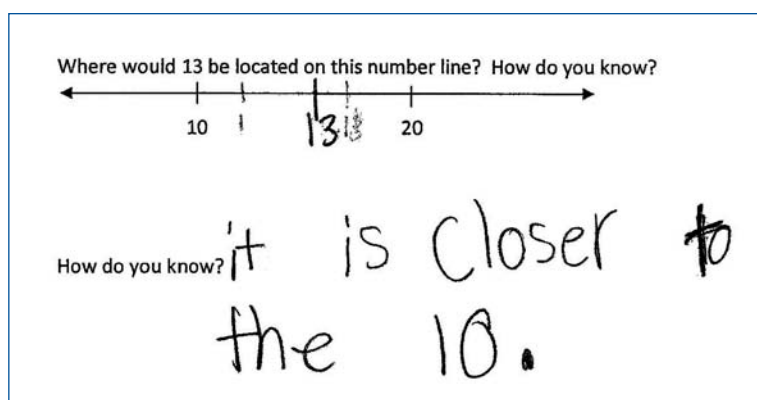 Where would 13 be located on this number line? How do you know?
10 13 20
How do you know? it is closer to
the 10.